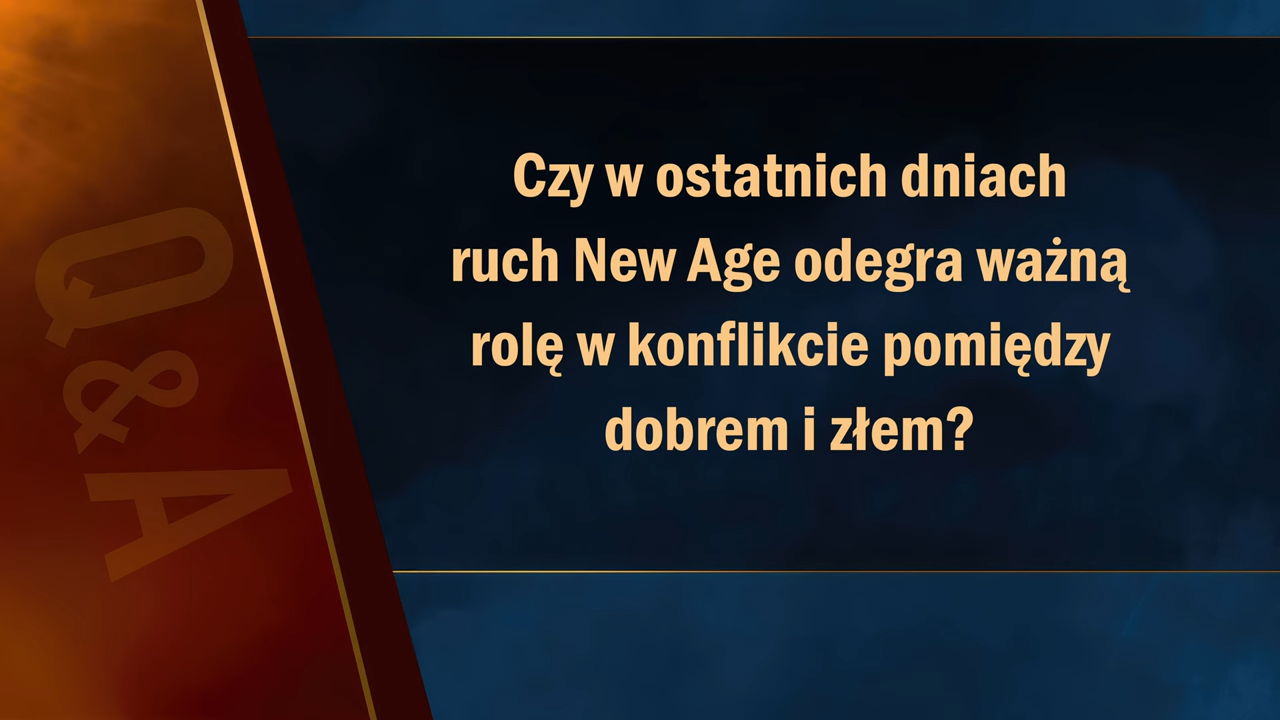 Q & A
Czy w ostatnich dniach
ruch New Age odegra ważną
rolę w konflikcie pomiędzy
dobrem i złem?